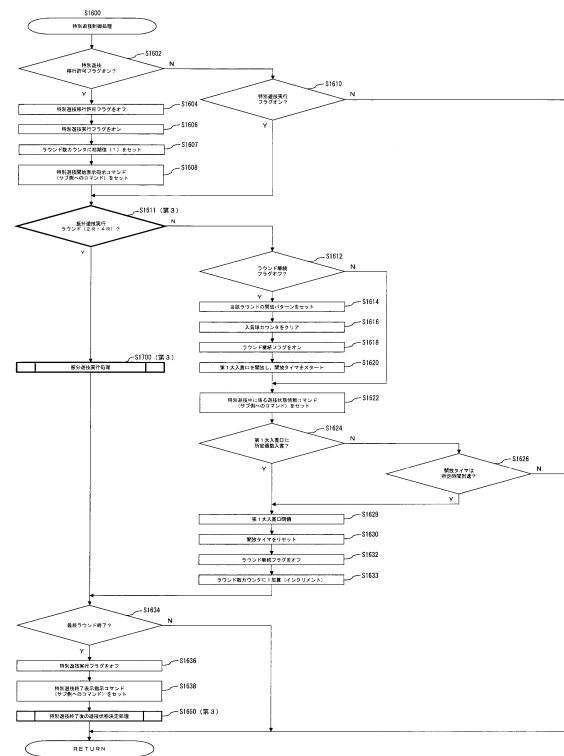 S1600
特別遊技制御処理
S1602
特別遊技
移行許可フラグオン？
N
Y
S1610
特別遊技実行
フラグオン？
N
Y
特別遊技移行許可フラグをオフ
S1604
特別遊技実行フラグをオン
S1606
ラウンド数カウンタに初期値（1）をセット
S1607
特別遊技開始表示指示コマンド
（サブ側へのコマンド）をセット
S1608
S1611（第３）
振分遊技実行
ラウンド（２Ｒ・４Ｒ）？
N
Y
S1612
ラウンド継続
フラグオフ？
N
Y
当該ラウンドの開放パターンをセット
S1614
入賞球カウンタをクリア
S1616
ラウンド継続フラグをオン
S1618
第１大入賞口を開放し、開放タイマをスタート
S1620
S1700（第３）
振分遊技実行処理
特別遊技中に係る遊技状態情報コマンド
（サブ側へのコマンド）をセット
S1622
S1624
第１大入賞口に
所定個数入賞？
N
Y
S1626
開放タイマは
所定時間到達？
N
Y
第１大入賞口閉鎖
S1628
開放タイマをリセット
S1630
ラウンド継続フラグをオフ
S1632
ラウンド数カウンタに１加算（インクリメント）
S1633
S1634
最終ラウンド終了？
N
Y
特別遊技実行フラグをオフ
S1636
特別遊技終了表示指示コマンド
（サブ側へのコマンド）をセット
S1638
S1650（第３）
特別遊技終了後の遊技状態決定処理
ＲＥＴＵＲＮ